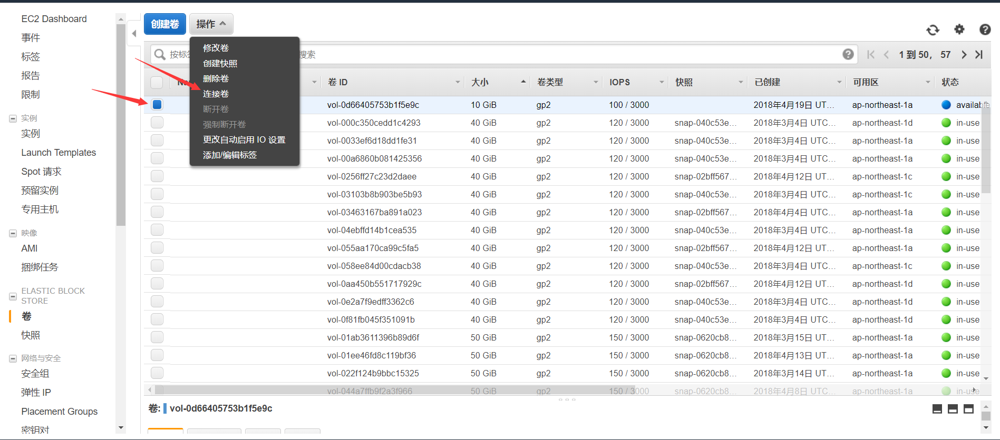 EC2 Dashboard
事件
标签
报告
限制
实例
实例
Launch Templates
Spot 请求
预留实例
专用主机
映像
AMI
捆绑任务
ELASTIC BLOCK
STORE
卷
快照
网络与安全
安全组
弹性 IP
Placement Groups
密钥对
创建卷 操作
修改卷
创建快照
删除卷
连接卷
断开卷
强制断开卷
更改自动启用 IO 设置
添加/编辑标签
搜索 1 到 50, 57
卷 ID 大小 卷类型 IOPS 快照 已创建 可用区 状态
vol-0d66405753b1f5e9c 10 GiB gp2 100 / 3000 2018年4月19日 UT... ap-northeast-1a available
vol-000c350cedd1c4293 40 GiB gp2 120 / 3000 snap-040c53e... 2018年3月4日 UTC... ap-northeast-1d in-use
vol-0033ef6d18dd1fe31 40 GiB gp2 120 / 3000 snap-040c53e... 2018年3月4日 UTC... ap-northeast-1a in-use
vol-00a6860b081425356 40 GiB gp2 120 / 3000 snap-040c53e... 2018年3月4日 UTC... ap-northeast-1a in-use
vol-0256ff27c23d2daee 40 GiB gp2 120 / 3000 snap-02bff567... 2018年4月12日 UT... ap-northeast-1c in-use
vol-03103b8b903be5b93 40 GiB gp2 120 / 3000 snap-040c53e... 2018年3月4日 UTC... ap-northeast-1c in-use
vol-03463167ba891a023 40 GiB gp2 120 / 3000 snap-02bff567... 2018年4月4日 UTC... ap-northeast-1a in-use
vol-04ebffd14b1cea535 40 GiB gp2 120 / 3000 snap-040c53e... 2018年3月4日 UTC... ap-northeast-1a in-use
vol-055aa170ca99c5fa5 40 GiB gp2 120 / 3000 snap-02bff567... 2018年4月12日 UT... ap-northeast-1a in-use
vol-058ee84d00cdacb38 40 GiB gp2 120 / 3000 snap-040c53e... 2018年3月4日 UTC... ap-northeast-1c in-use
vol-0aa450b551717929c 40 GiB gp2 120 / 3000 snap-02bff567... 2018年4月12日 UT... ap-northeast-1d in-use
vol-0e2a7f9edff3362c6 40 GiB gp2 120 / 3000 snap-040c53e... 2018年3月4日 UTC... ap-northeast-1d in-use
vol-0f81fb045f351091b 40 GiB gp2 120 / 3000 snap-040c53e... 2018年3月4日 UTC... ap-northeast-1d in-use
vol-01ab3611396b89d6f 50 GiB gp2 150 / 3000 snap-0620cb8... 2018年3月15日 UT... ap-northeast-1a in-use
vol-01ee46fd8c119bf36 50 GiB gp2 150 / 3000 snap-0620cb8... 2018年4月13日 UT... ap-northeast-1a in-use
vol-022f124b9bbc15325 50 GiB gp2 150 / 3000 snap-0620cb8... 2018年3月14日 UT... ap-northeast-1a in-use
vol-044a7ffb9f2a3f966 50 GiB gp2 150 / 3000 snap-0620cb8... 2018年4月8日 UTC... ap-northeast-1a in-use
卷: vol-0d66405753b1f5e9c